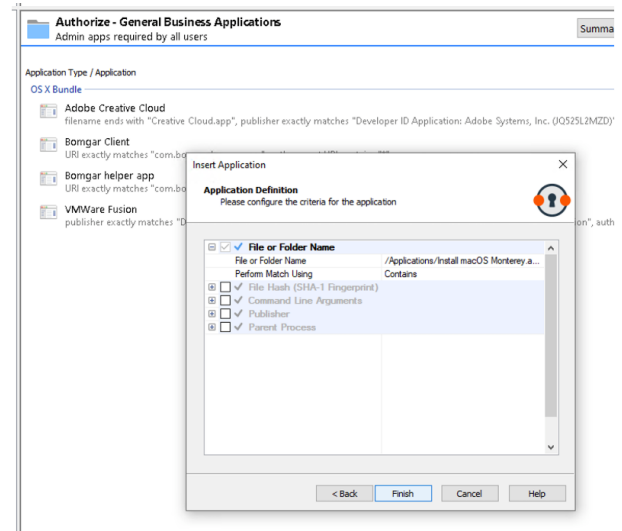 Authorize - General Business Applications
Admin apps required by all users
Summa
Application Type / Application
OS X Bundle
Adobe Creative Cloud
filename ends with "Creative Cloud.app", publisher exactly matches "Developer ID Application: Adobe Systems, Inc. (JQ525L2MZD)"
Bomgar Client
URI exactly matches "com.bo
Bomgar helper app
URI exactly matches "com.bo
VMWare Fusion
publisher exactly matches "D
on", auth
Insert Application
Application Definition
Please configure the criteria for the application
File or Folder Name
File or Folder Name /Applications/Install macOS Monterey.a...
Perform Match Using Contains
File Hash (SHA-1 Fingerprint)
Command Line Arguments
Publisher
Parent Process
< Back Finish Cancel Help